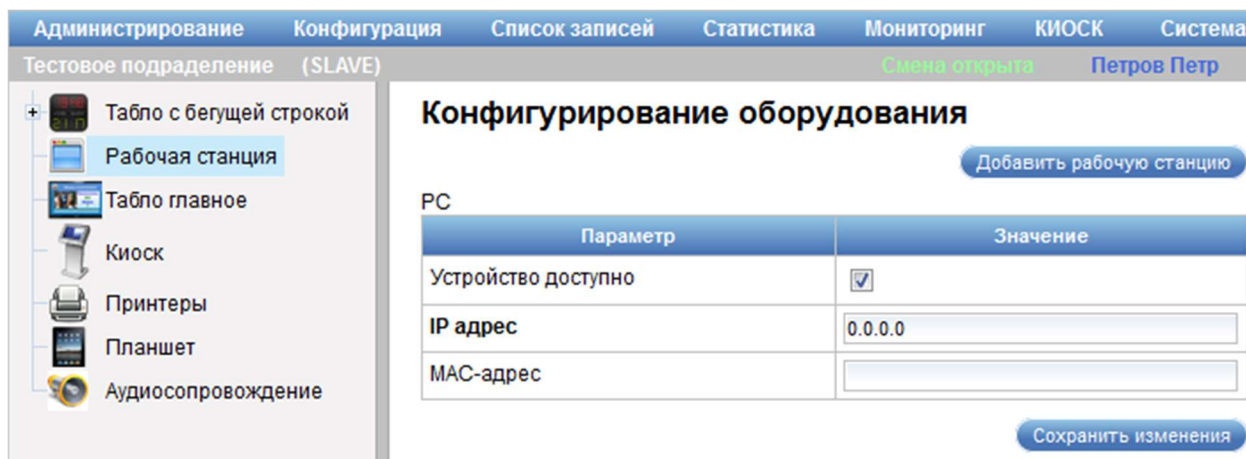 Администрирование Конфигурация Список записей Статистика Мониторинг КИОСК Система
Тестовое подраделение (SLAVE) Смена открыта Петров Петр
Табло с бегущей строкой
Рабочая станция
Табло главное
Киоск
Принтеры
Планшет
Аудиосопровождение
Конфигурирование оборудования
Добавить рабочую станцию
PC
Параметр Значение
Устройство доступно
IP адрес 0.0.0.0
MAC-адрес
Сохранить изменения